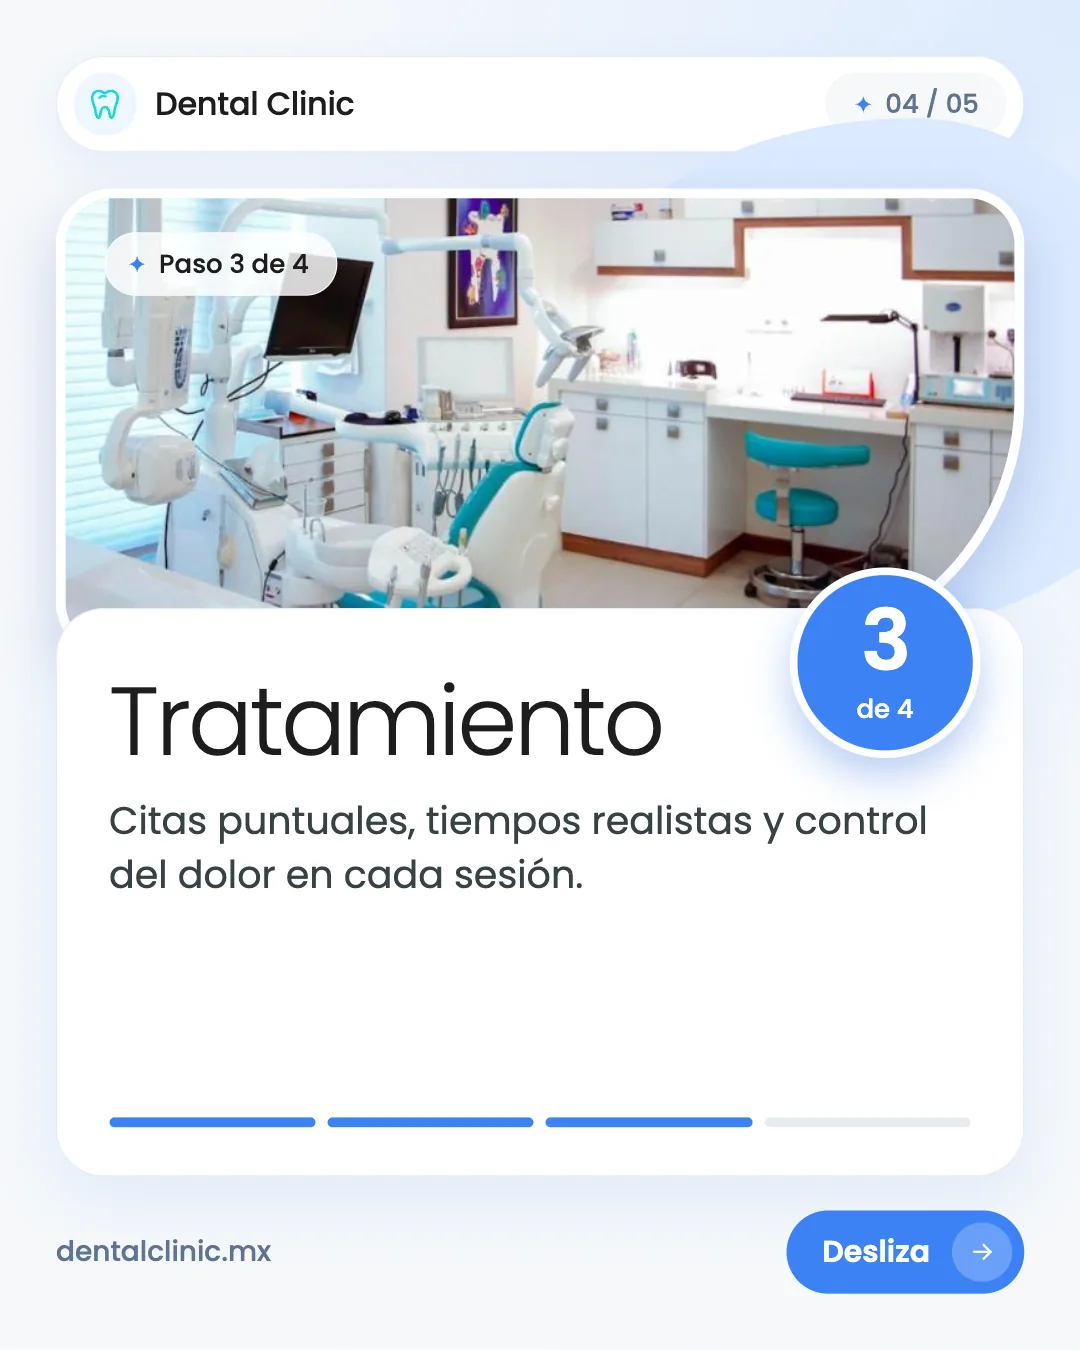 Dental Clinic
04 / 05
Paso 3 de 4
3
de 4
Tratamiento
Citas puntuales, tiempos realistas y control
del dolor en cada sesión.
dentalclinic.mx
Desliza